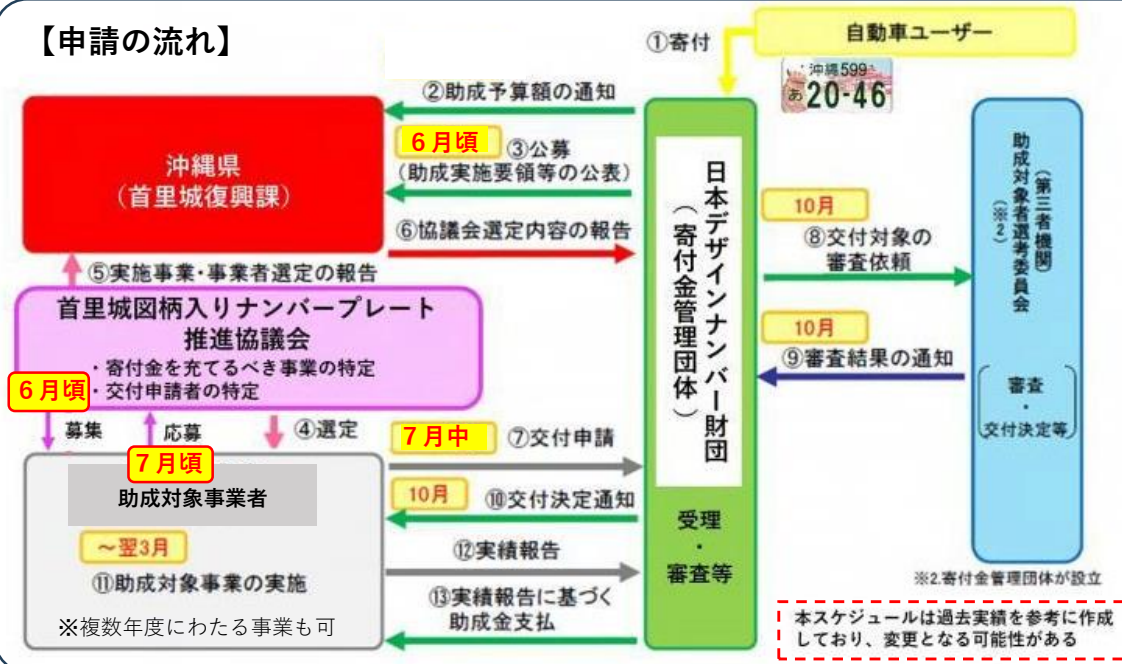 【申請の流れ】
①寄付
自動車ユーザー
沖縄599
あ20-46
②助成予算額の通知
6月頃
③公募
(助成実施要領等の公表)
沖縄県
(首里城復興課)
⑥協議会選定内容の報告
⑤実施事業・事業者選定の報告
首里城図柄入りナンバープレート
推進協議会
・寄付金を充てるべき事業の特定
・交付申請者の特定
6月頃
募集
応募
④選定
7月頃
助成対象事業者
~翌3月
⑪助成対象事業の実施
※複数年度にわたる事業も可
7月中
⑦交付申請
10月
⑩交付決定通知
⑫実績報告
⑬実績報告に基づく
助成金支払
日本デザインナンバー財団
(寄付金管理団体)
受理
・
審査等
10月
⑧交付対象の
審査依頼
10月
⑨審査結果の通知
(第三者機関)
助成対象者選考委員会
(※2)
審査
・
交付決定等
※2.寄付金管理団体が設立
本スケジュールは過去実績を参考に作成
しており、変更となる可能性がある